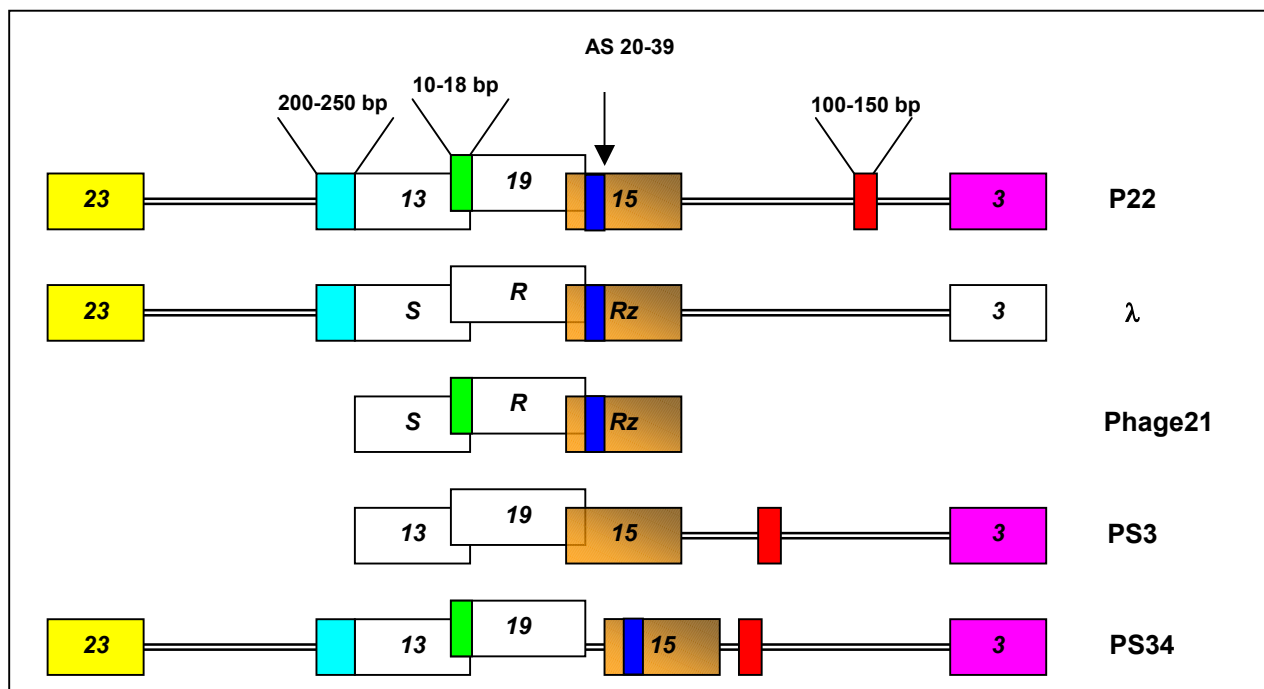 AS 20-39
10-18 bp
200-250 bp
100-150 bp
23 13 19 15 3 P22
23 S R Rz 3 λ
S R Rz Phage21
13 19 15 3 PS3
23 13 19 15 3 PS34